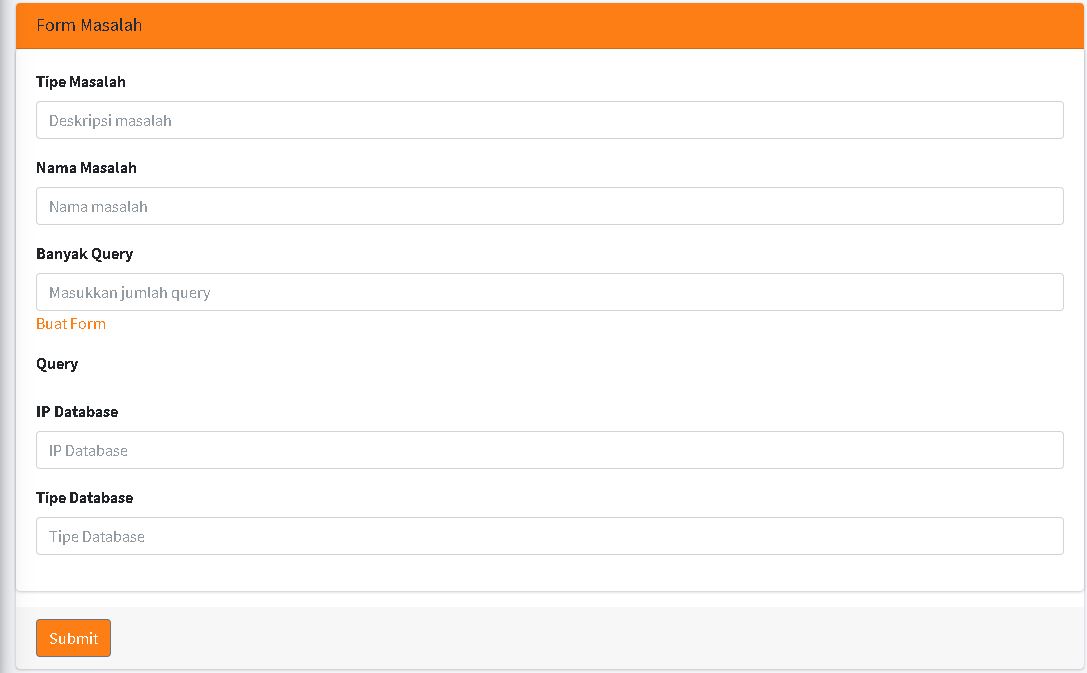 Form Masalah
Tipe Masalah
Deskripsi masalah
Nama Masalah
Nama masalah
Banyak Query
Masukkan jumlah query
Buat Form
Query
IP Database
IP Database
Tipe Database
Tipe Database
Submit